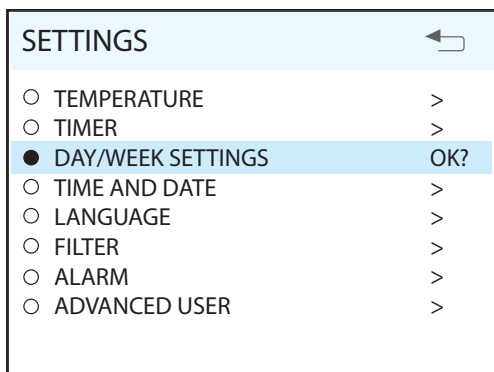 SETTINGS
TEMPERATURE >
TIMER >
DAY/WEEK SETTINGS OK?
TIME AND DATE >
LANGUAGE >
FILTER >
ALARM >
ADVANCED USER >